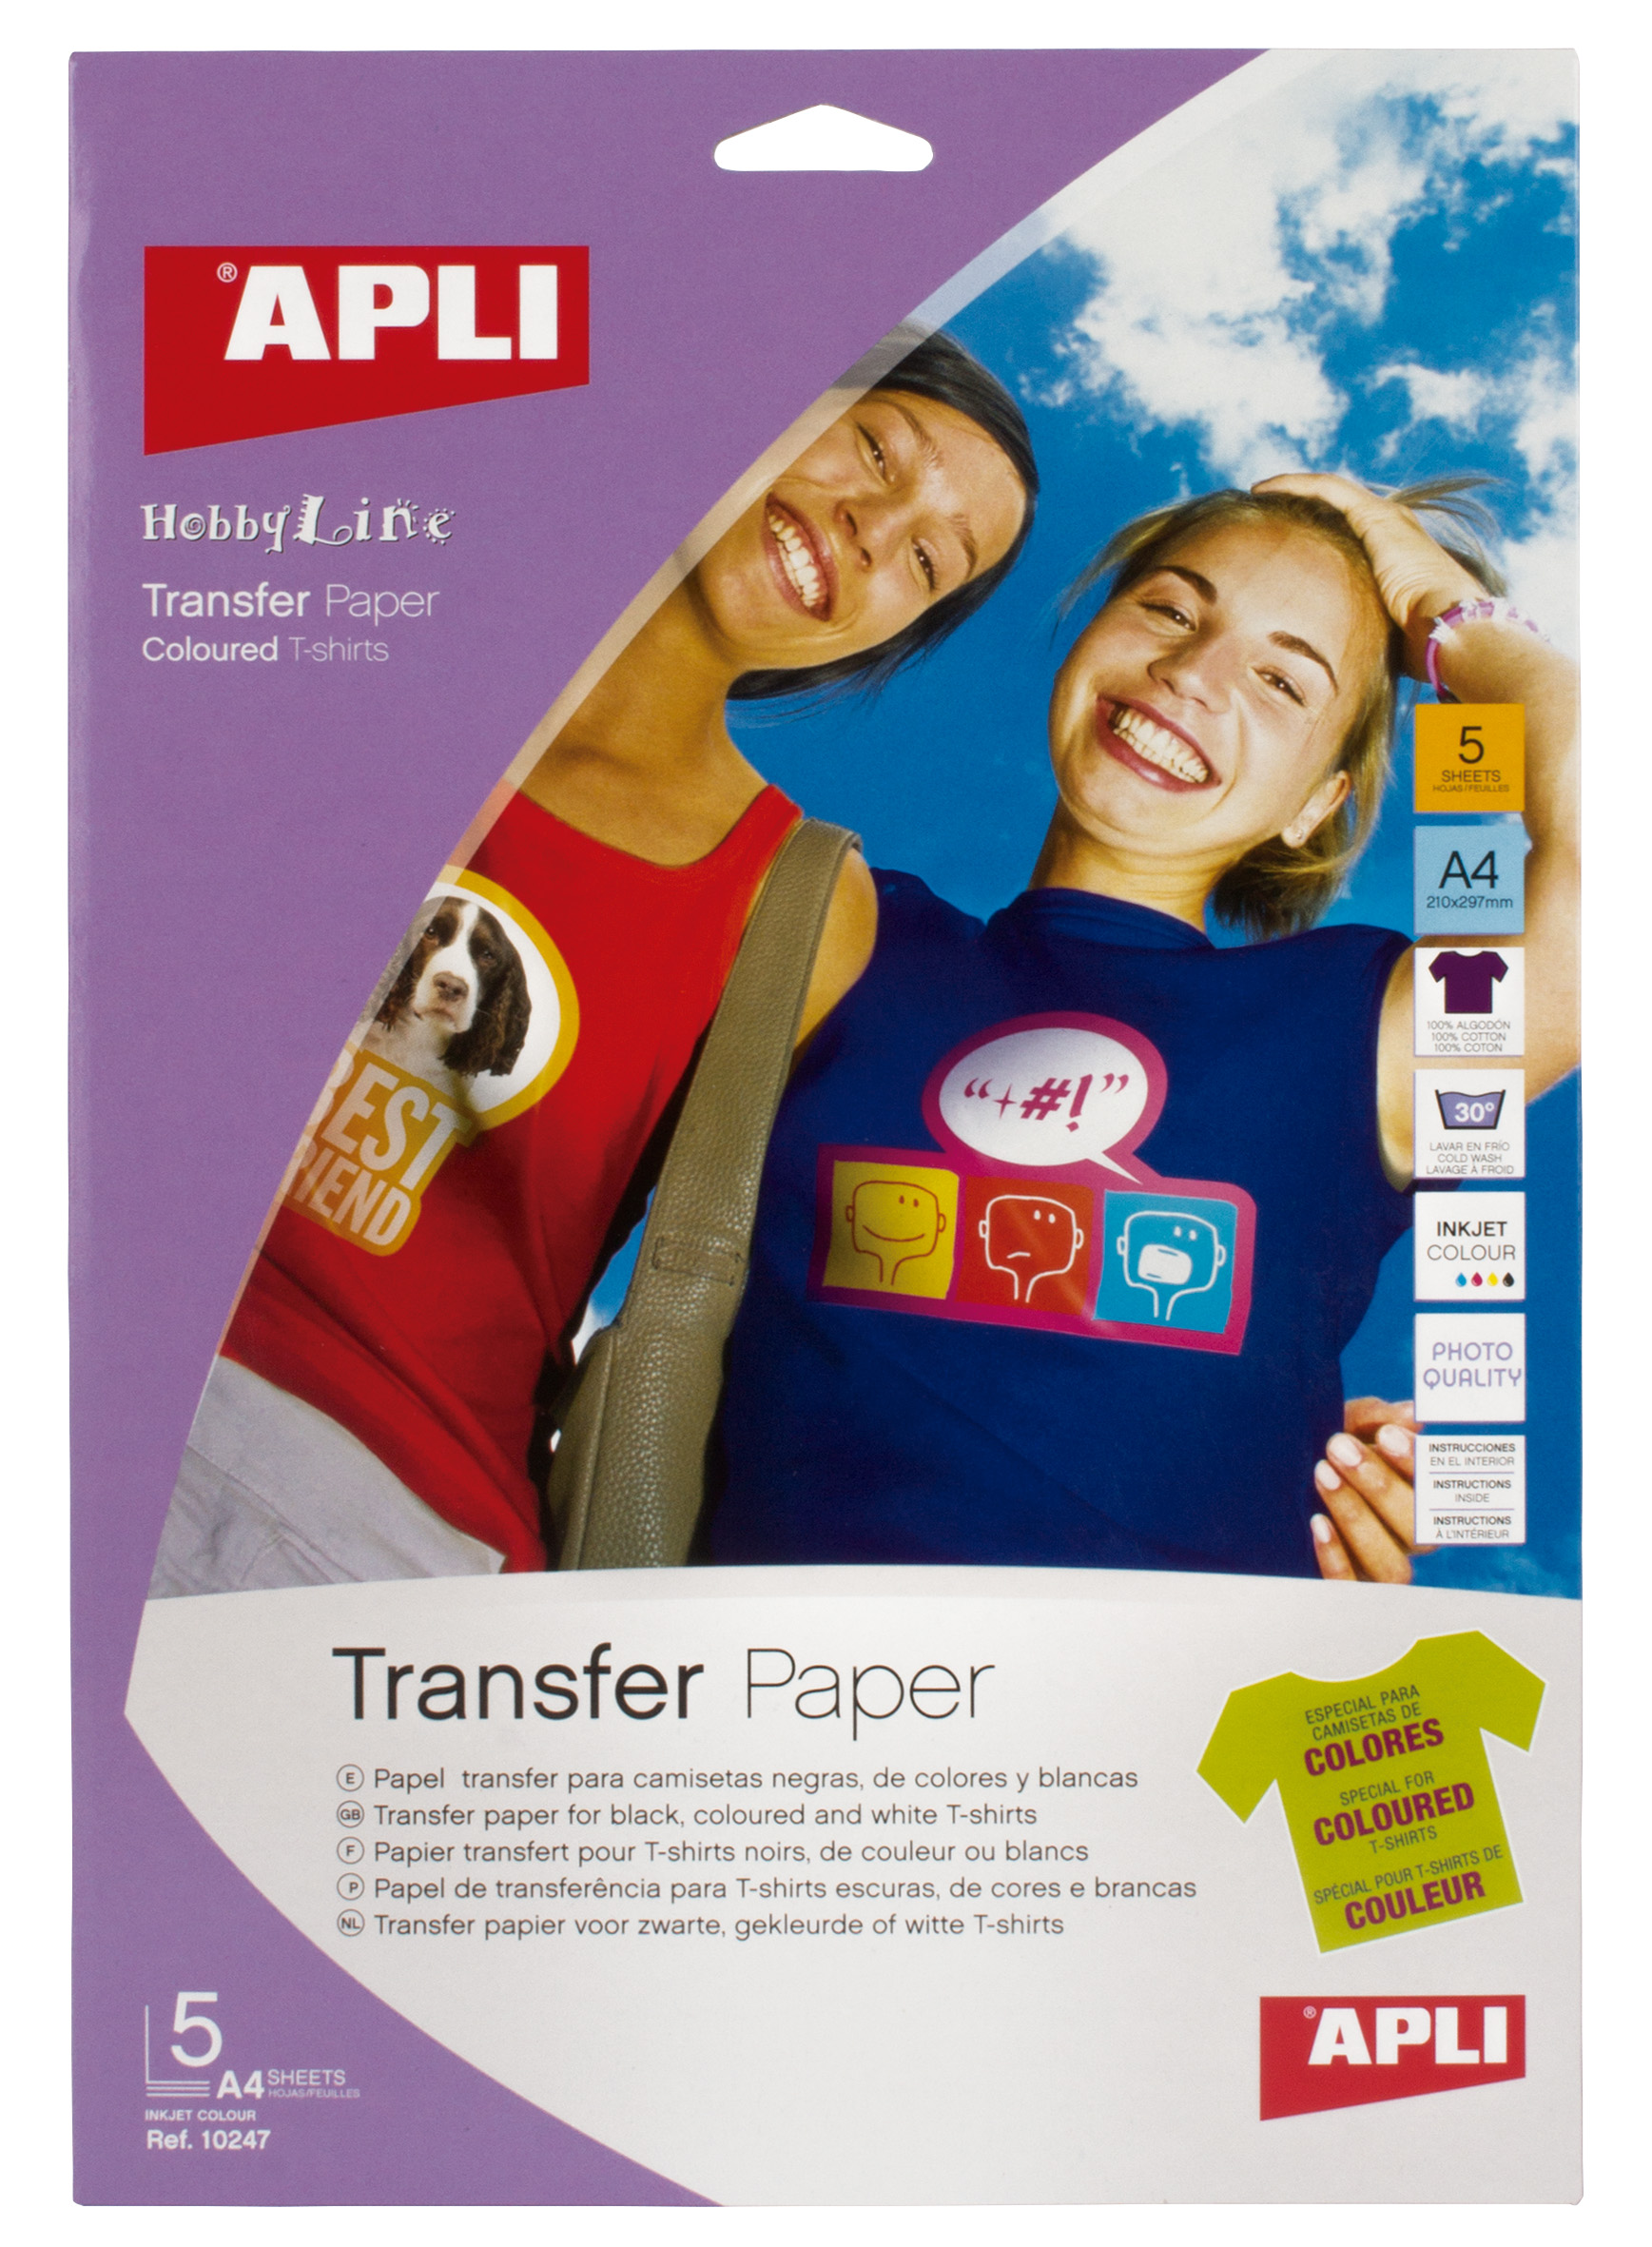 ® APLI
HobbyLine
Transfer Paper
Coloured T-shirts
5
SHEETS
HOJAS/FEUILLES
A4
210x297mm
100% ALGODÓN
100% COTTON
100% COTON
30°
LAVAR EN FRÍO
COLD WASH
LAVAGE À FROID
INKJET
COLOUR
PHOTO
QUALITY
INSTRUCCIONES
EN EL INTERIOR
INSTRUCTIONS
INSIDE
INSTRUCTIONS
À L'INTÉRIEUR
"+#!"
BEST
RIEND
Transfer Paper
E Papel transfer para camisetas negras, de colores y blancas
GB Transfer paper for black, coloured and white T-shirts
F Papier transfert pour T-shirts noirs, de couleur ou blancs
P Papel de transferência para T-shirts escuras, de cores e brancas
NL Transfer papier voor zwarte, gekleurde of witte T-shirts
ESPECIAL PARA
CAMISETAS DE
COLORES
SPECIAL FOR
COLOURED
T-SHIRTS
SPÉCIAL POUR T-SHIRTS DE
COULEUR
5
A4 SHEETS
HOJAS/FEUILLES
INKJET COLOUR
Ref. 10247
® APLI